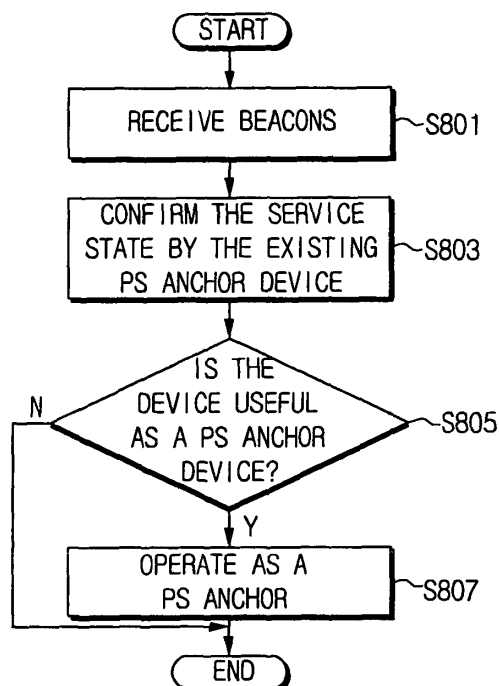 START
RECEIVE BEACONS
S801
CONFIRM THE SERVICE
STATE BY THE EXISTING
PS ANCHOR DEVICE
S803
IS THE
DEVICE USEFUL
AS A PS ANCHOR
DEVICE?
S805
N
Y
OPERATE AS A
PS ANCHOR
S807
END